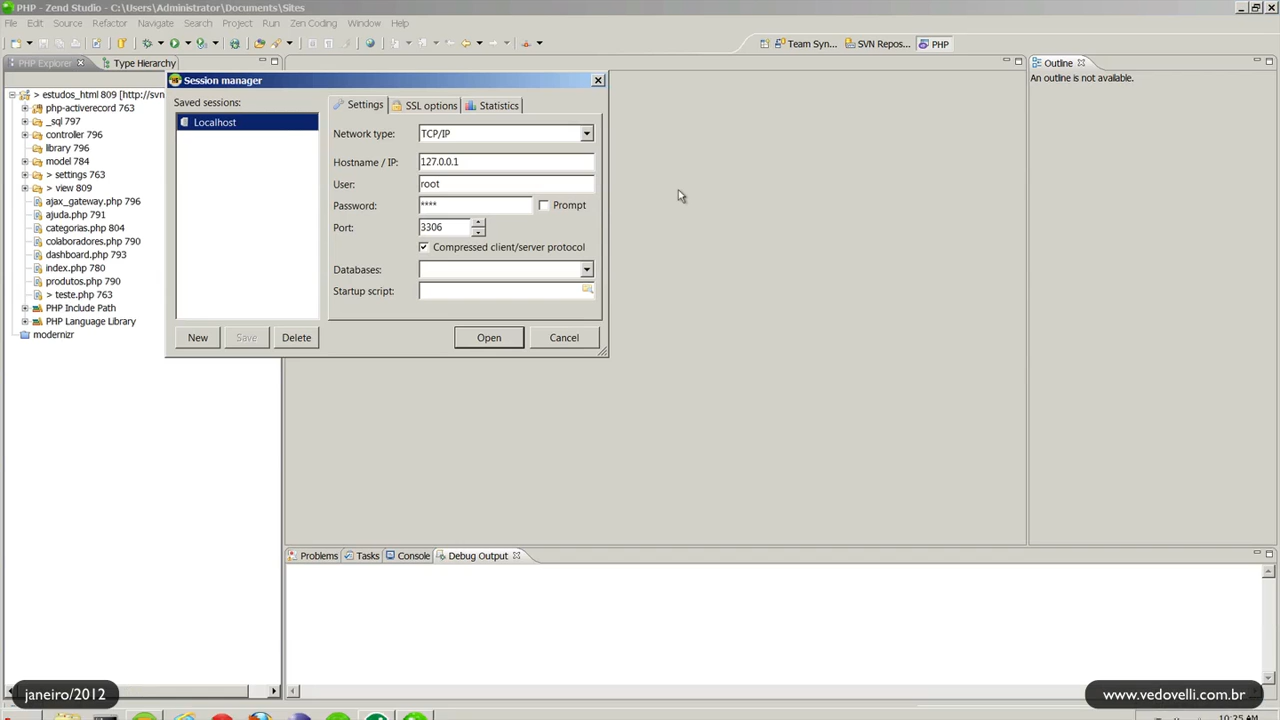 PHP - Zend Studio - C:\Users\Administrator\Documents\Sites
File Edit Source Refactor Navigate Search Project Run Zen Coding Window Help
Team Syn... SVN Repos... PHP
PHP Explorer Type Hierarchy
Outline
An outline is not available.
> estudos_html 809 [http://svn
php-activerecord 763
_sql 797
controller 796
library 796
model 784
> settings 763
> view 809
ajax_gateway.php 796
ajuda.php 791
categorias.php 804
colaboradores.php 790
dashboard.php 793
index.php 780
produtos.php 790
> teste.php 763
PHP Include Path
PHP Language Library
modernizr
Session manager
Saved sessions:
Localhost
Settings SSL options Statistics
Network type: TCP/IP
Hostname / IP: 127.0.0.1
User: root
Password: **** Prompt
Port: 3306
Compressed client/server protocol
Databases:
Startup script:
New Save Delete Open Cancel
Problems Tasks Console Debug Output
janeiro/2012
www.vedovelli.com.br
10:25 AM